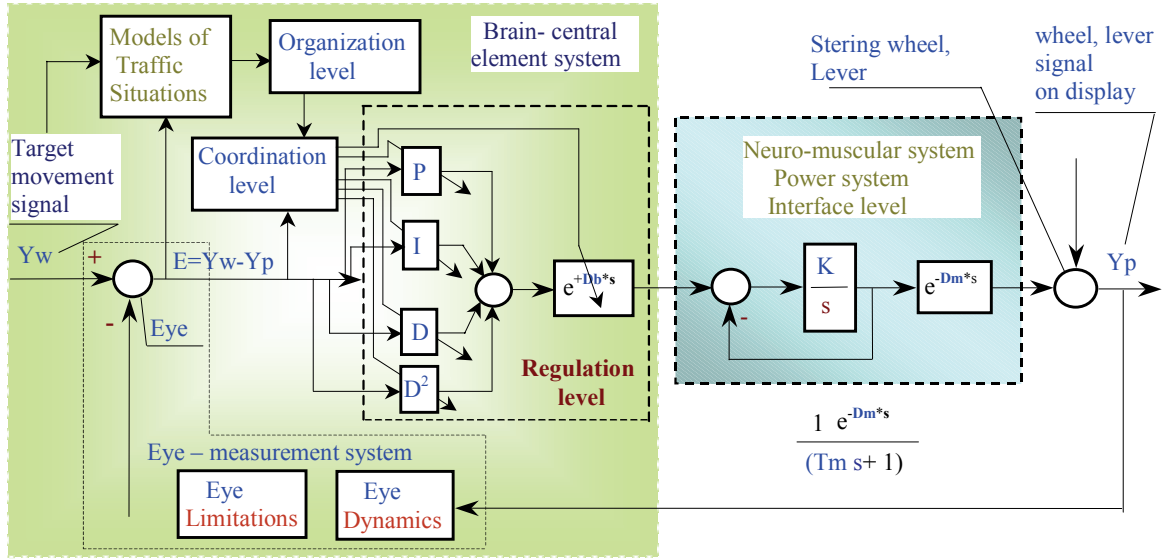 Models of
Traffic
Situations
Organization
level
Brain- central
element system
Stering wheel,
Lever
wheel, lever
signal
on display
Target
movement
signal
Coordination
level
P
Neuro-muscular system
Power system
Interface level
I
Yw
+
E=Yw-Yp
-
Eye
e+Db*s
-
K
s
e-Dm*s
Yp
D
D2
Regulation
level
1 e-Dm*s
(Tm s+ 1)
Eye – measurement system
Eye
Limitations
Eye
Dynamics